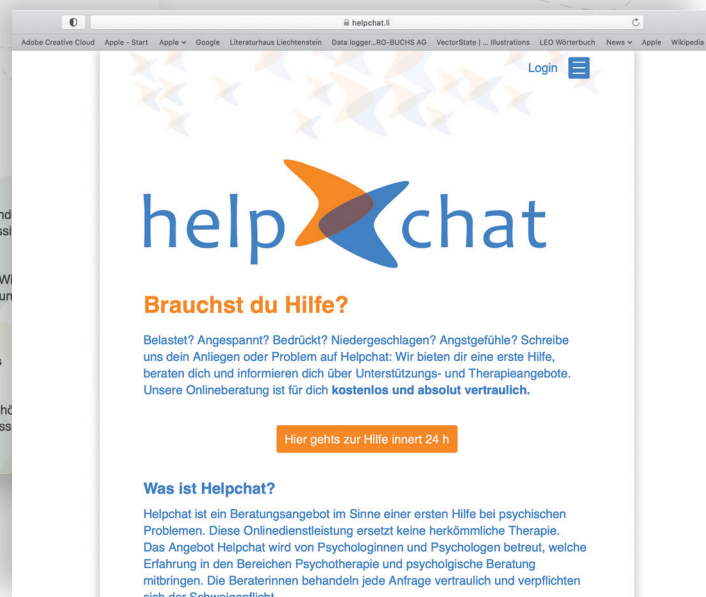 helpchat.li
Adobe Creative Cloud Apple - Start Apple Google Literaturhaus Liechtenstein Data logger...RO-BUCHS AG VectorState | ... Illustrations LEO Wörterbuch News Apple Wikipedia
Login
help chat
Brauchst du Hilfe?
Belastet? Angespannt? Bedrückt? Niedergeschlagen? Angstgefühle? Schreibe
uns dein Anliegen oder Problem auf Helpchat: Wir bieten dir eine erste Hilfe,
beraten dich und informieren dich über Unterstützungs- und Therapieangebote.
Unsere Onlineberatung ist für dich kostenlos und absolut vertraulich.
Hier gehts zur Hilfe innert 24 h
Was ist Helpchat?
Helpchat ist ein Beratungsangebot im Sinne einer ersten Hilfe bei psychischen
Problemen. Diese Onlinedienstleistung ersetzt keine herkömmliche Therapie.
Das Angebot Helpchat wird von Psychologinnen und Psychologen betreut, welche
Erfahrung in den Bereichen Psychotherapie und psycholgische Beratung
mitbringen. Die Beraterinnen behandeln jede Anfrage vertraulich und verpflichten
sich der Schweigepflicht.